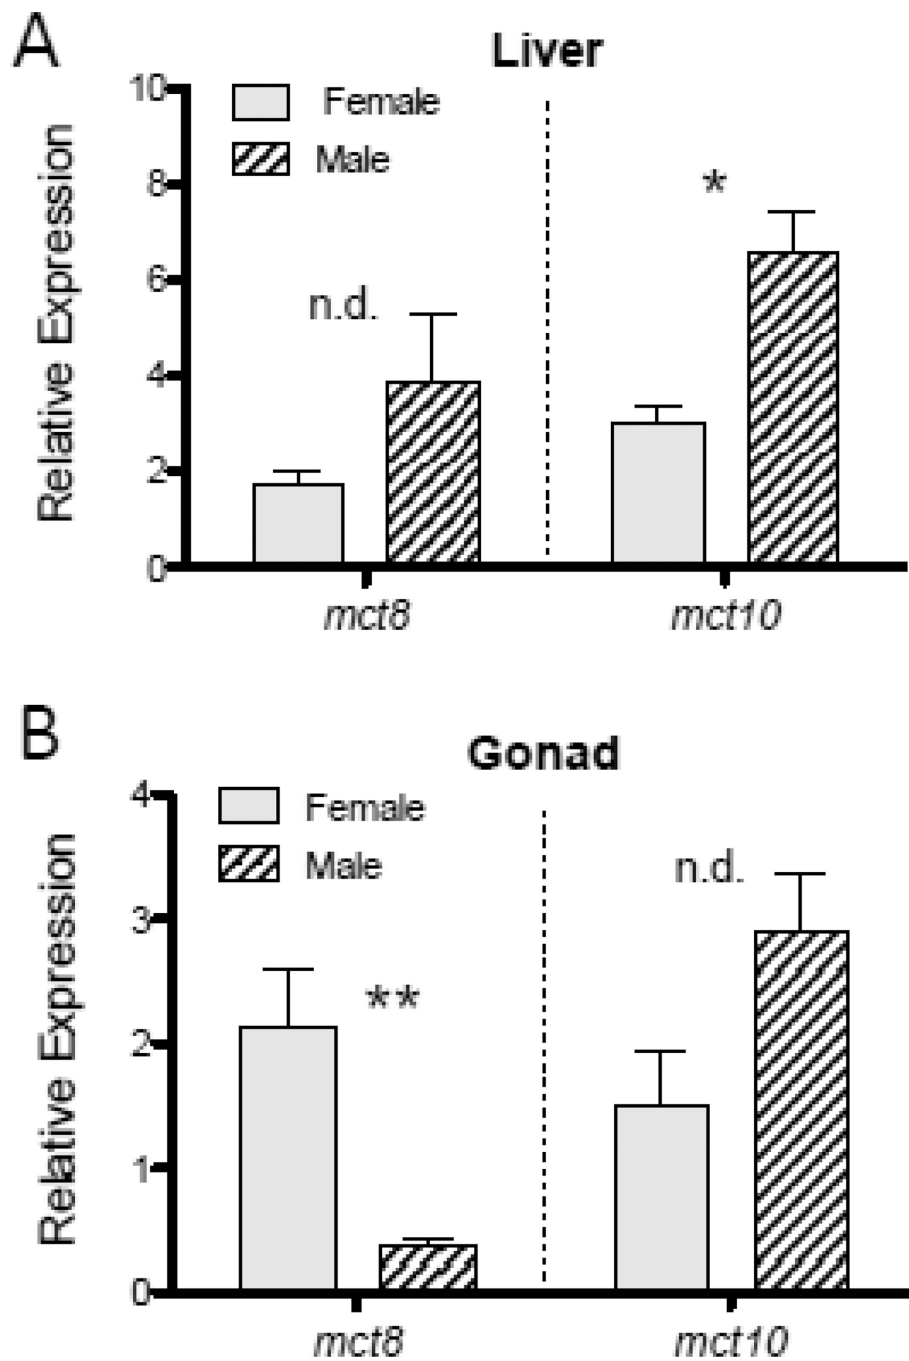 A
Liver
Relative Expression
10
8
6
4
2
0
Female
Male
n.d.
*
mct8
mct10
B
Gonad
Relative Expression
4
3
2
1
0
Female
Male
**
n.d.
mct8
mct10